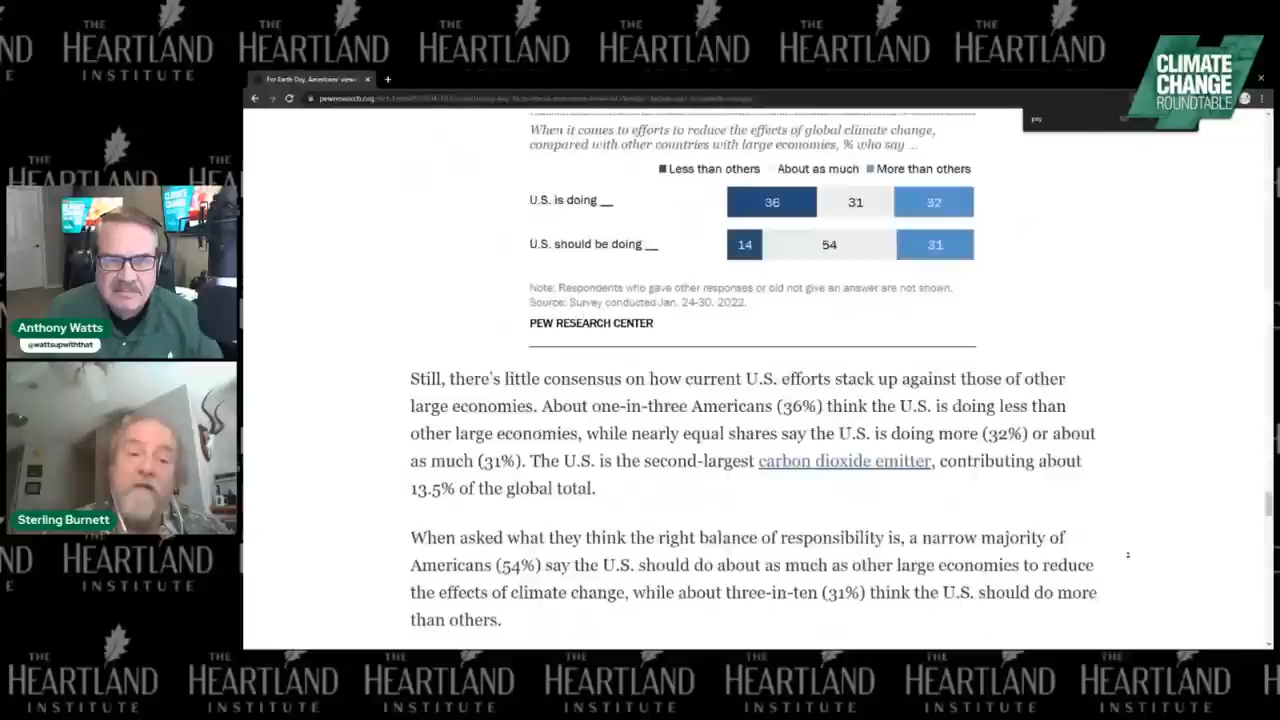 THE HEARTLAND INSTITUTE
CLIMATE CHANGE ROUNDTABLE
For Earth Day, Americans' views
pewresearch.org
pay
When it comes to efforts to reduce the effects of global climate change,
compared with other countries with large economies, % who say ...
Less than others About as much More than others
U.S. is doing __ 36 31 32
U.S. should be doing __ 14 54 31
Note: Respondents who gave other responses or did not give an answer are not shown.
Source: Survey conducted Jan. 24-30, 2022.
PEW RESEARCH CENTER
Still, there's little consensus on how current U.S. efforts stack up against those of other
large economies. About one-in-three Americans (36%) think the U.S. is doing less than
other large economies, while nearly equal shares say the U.S. is doing more (32%) or about
as much (31%). The U.S. is the second-largest carbon dioxide emitter, contributing about
13.5% of the global total.
When asked what they think the right balance of responsibility is, a narrow majority of
Americans (54%) say the U.S. should do about as much as other large economies to reduce
the effects of climate change, while about three-in-ten (31%) think the U.S. should do more
than others.
Anthony Watts
@wattsupwiththat
Sterling Burnett